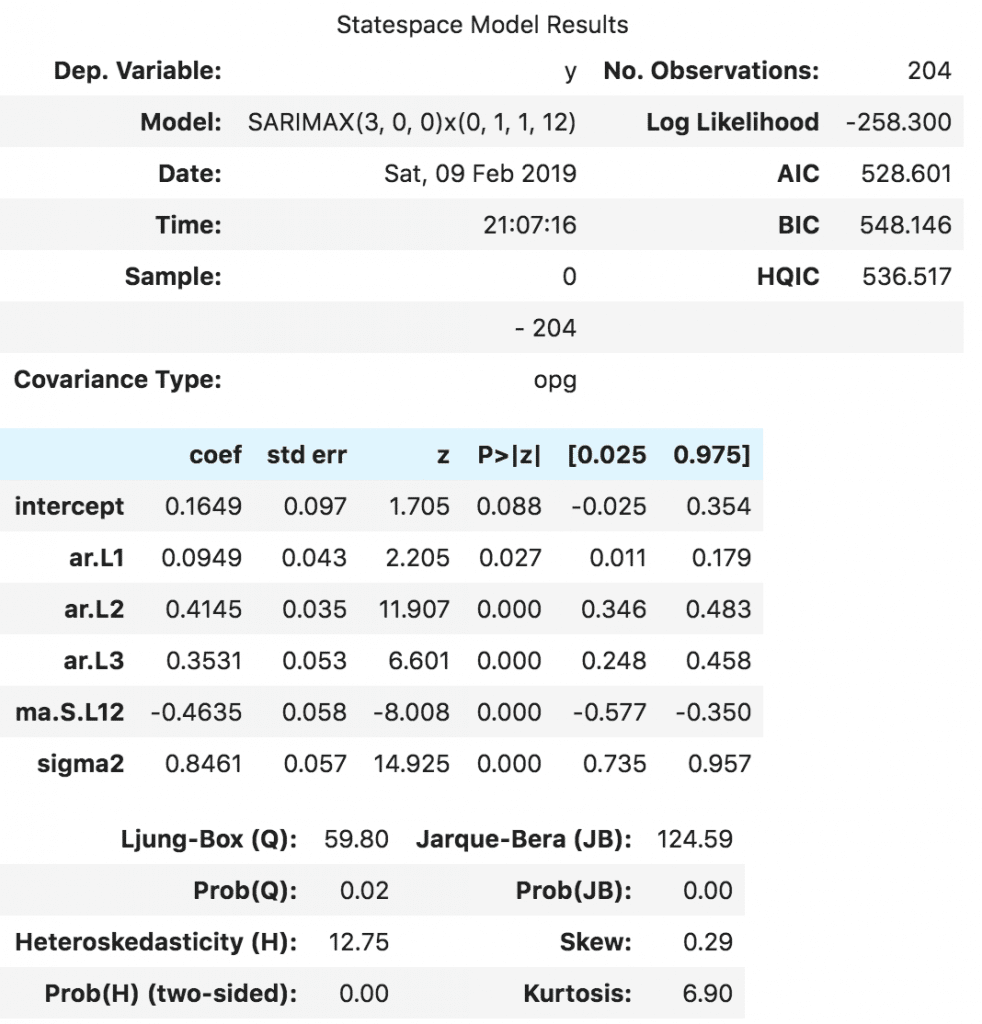 Statespace Model Results
Dep. Variable: y No. Observations: 204
Model: SARIMAX(3, 0, 0)x(0, 1, 1, 12) Log Likelihood -258.300
Date: Sat, 09 Feb 2019 AIC 528.601
Time: 21:07:16 BIC 548.146
Sample: 0 HQIC 536.517
- 204
Covariance Type: opg
coef std err z P>|z| [0.025 0.975]
intercept 0.1649 0.097 1.705 0.088 -0.025 0.354
ar.L1 0.0949 0.043 2.205 0.027 0.011 0.179
ar.L2 0.4145 0.035 11.907 0.000 0.346 0.483
ar.L3 0.3531 0.053 6.601 0.000 0.248 0.458
ma.S.L12 -0.4635 0.058 -8.008 0.000 -0.577 -0.350
sigma2 0.8461 0.057 14.925 0.000 0.735 0.957
Ljung-Box (Q): 59.80 Jarque-Bera (JB): 124.59
Prob(Q): 0.02 Prob(JB): 0.00
Heteroskedasticity (H): 12.75 Skew: 0.29
Prob(H) (two-sided): 0.00 Kurtosis: 6.90